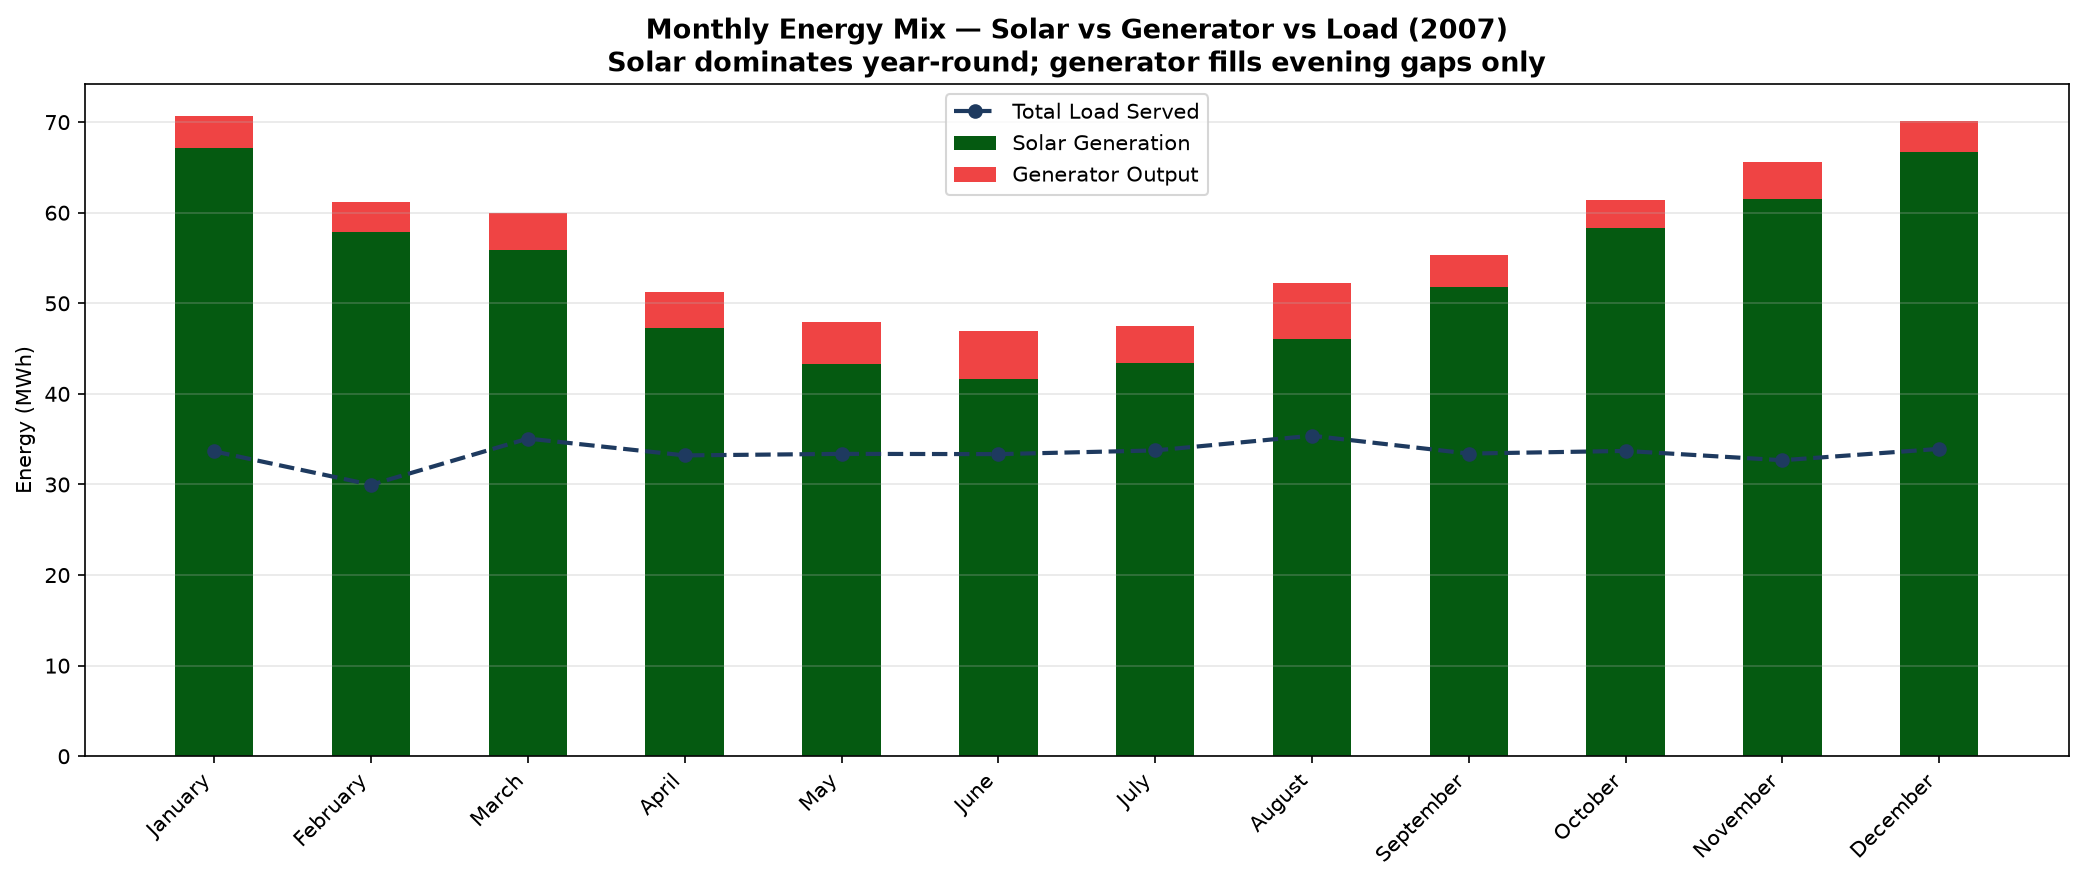 Monthly Energy Mix — Solar vs Generator vs Load (2007)
Solar dominates year-round; generator fills evening gaps only
Total Load Served
Solar Generation
Generator Output
Energy (MWh)
70
60
50
40
30
20
10
0
January
February
March
April
May
June
July
August
September
October
November
December